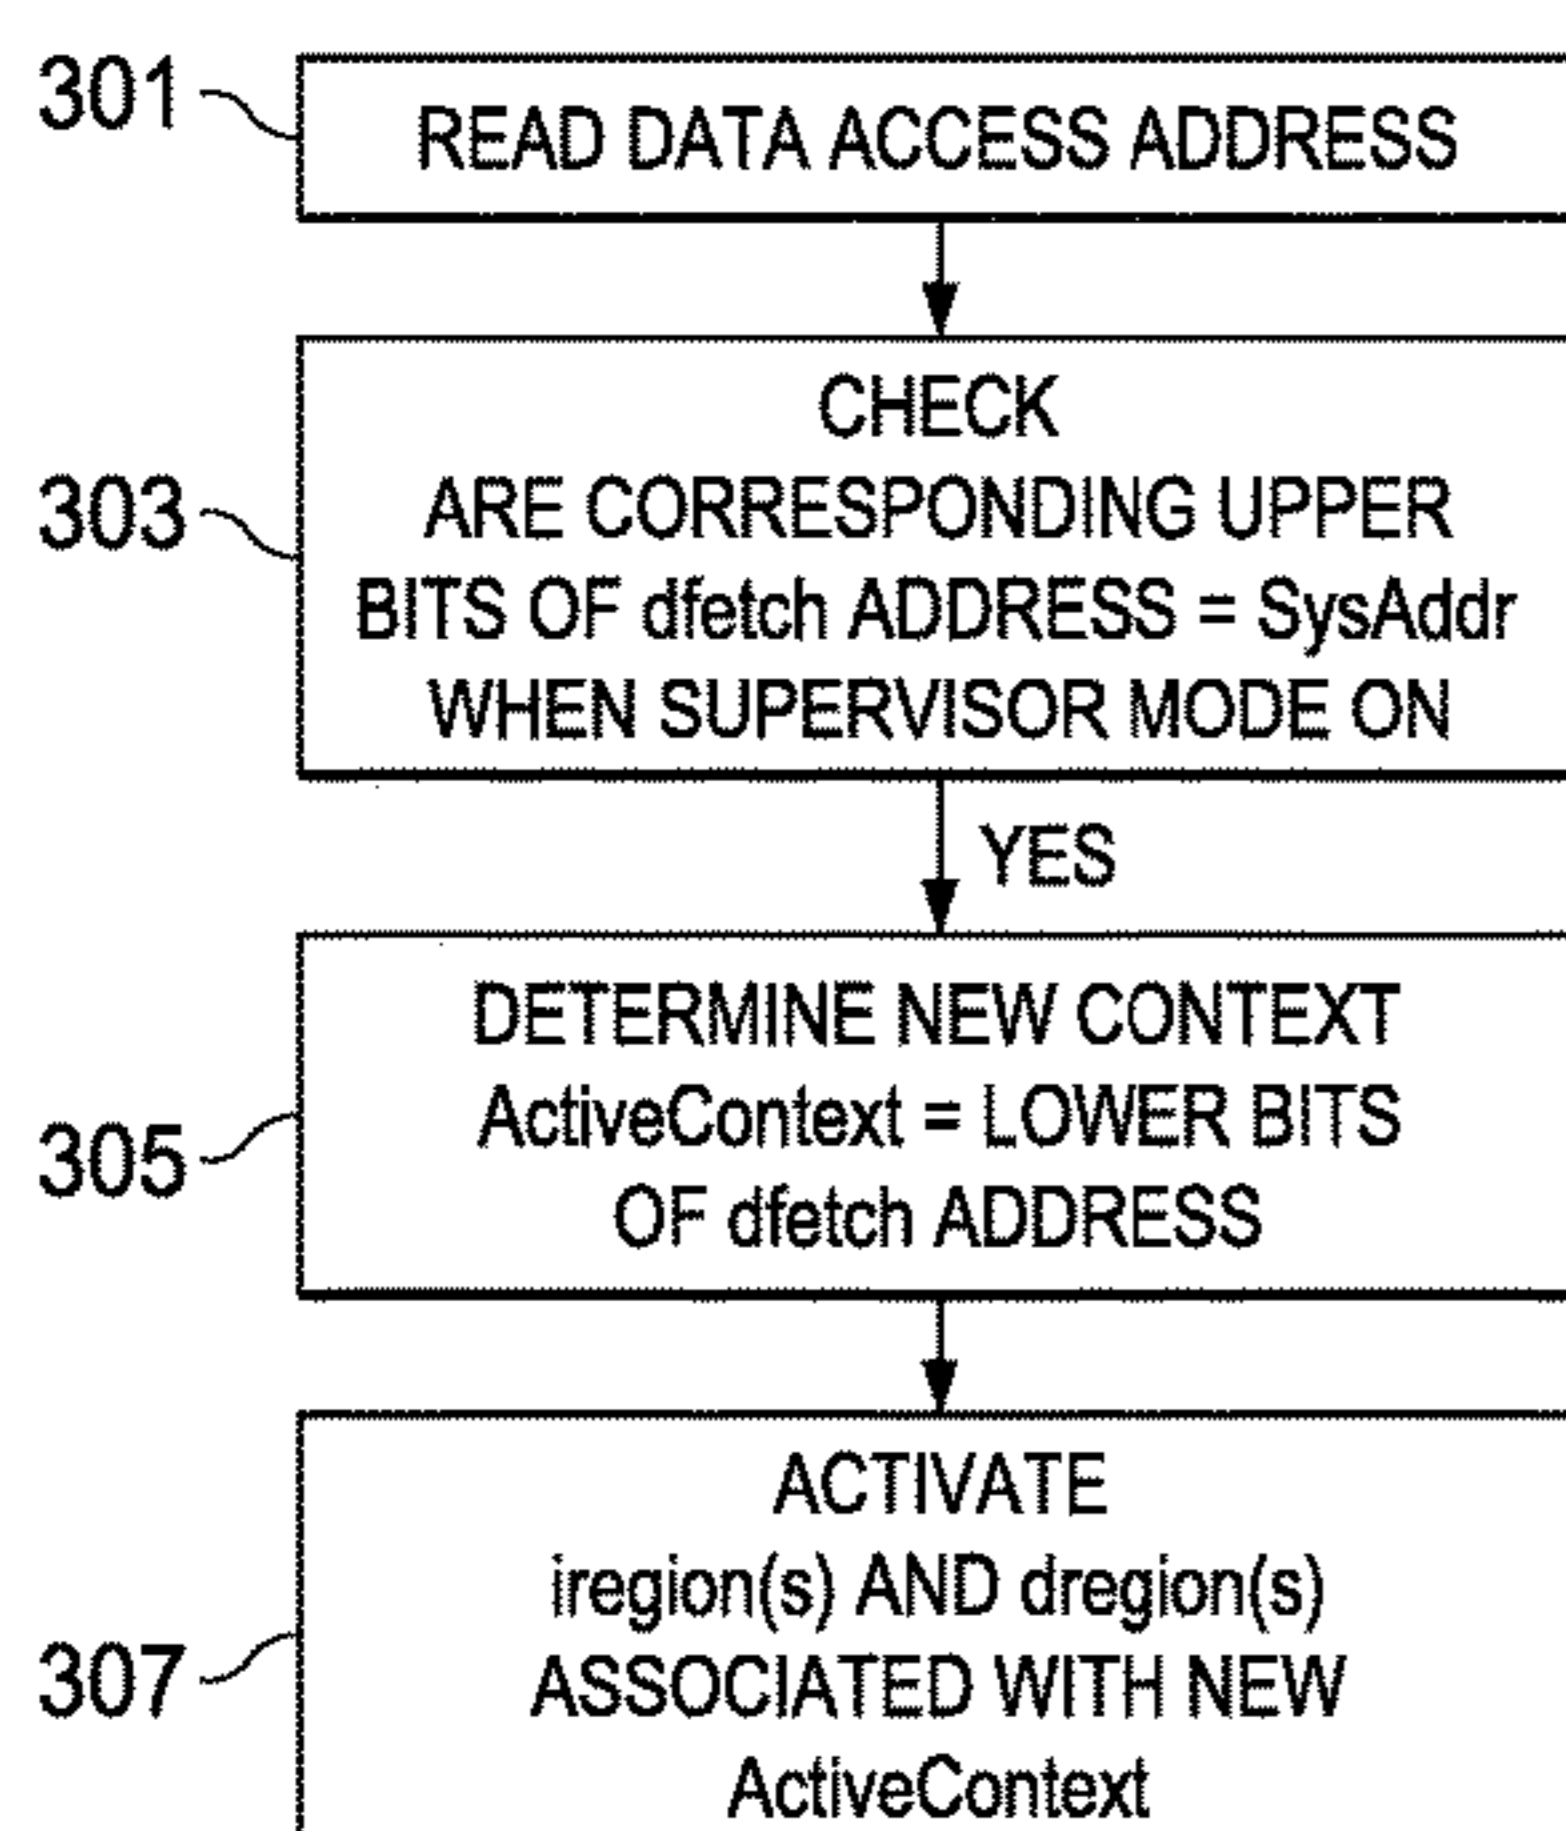 301
READ DATA ACCESS ADDRESS
CHECK
ARE CORRESPONDING UPPER
303
BITS OF dfetch ADDRESS = SysAddr
WHEN SUPERVISOR MODE ON
YES
DETERMINE NEW CONTEXT
ActiveContext = LOWER BITS
305
OF dfetch ADDRESS
ACTIVATE
iregion(s) AND dregion(s)
307
ASSOCIATED WITH NEW
ActiveContext